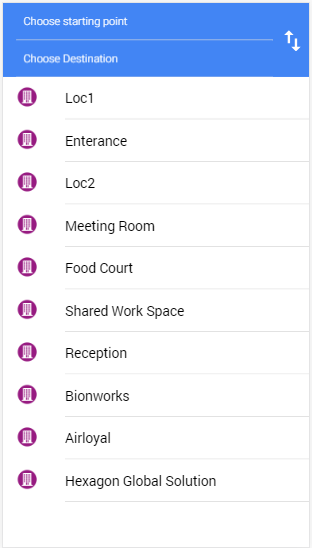 Choose starting point
Choose Destination
Loc1
Enterance
Loc2
Meeting Room
Food Court
Shared Work Space
Reception
Bionworks
Airloyal
Hexagon Global Solution